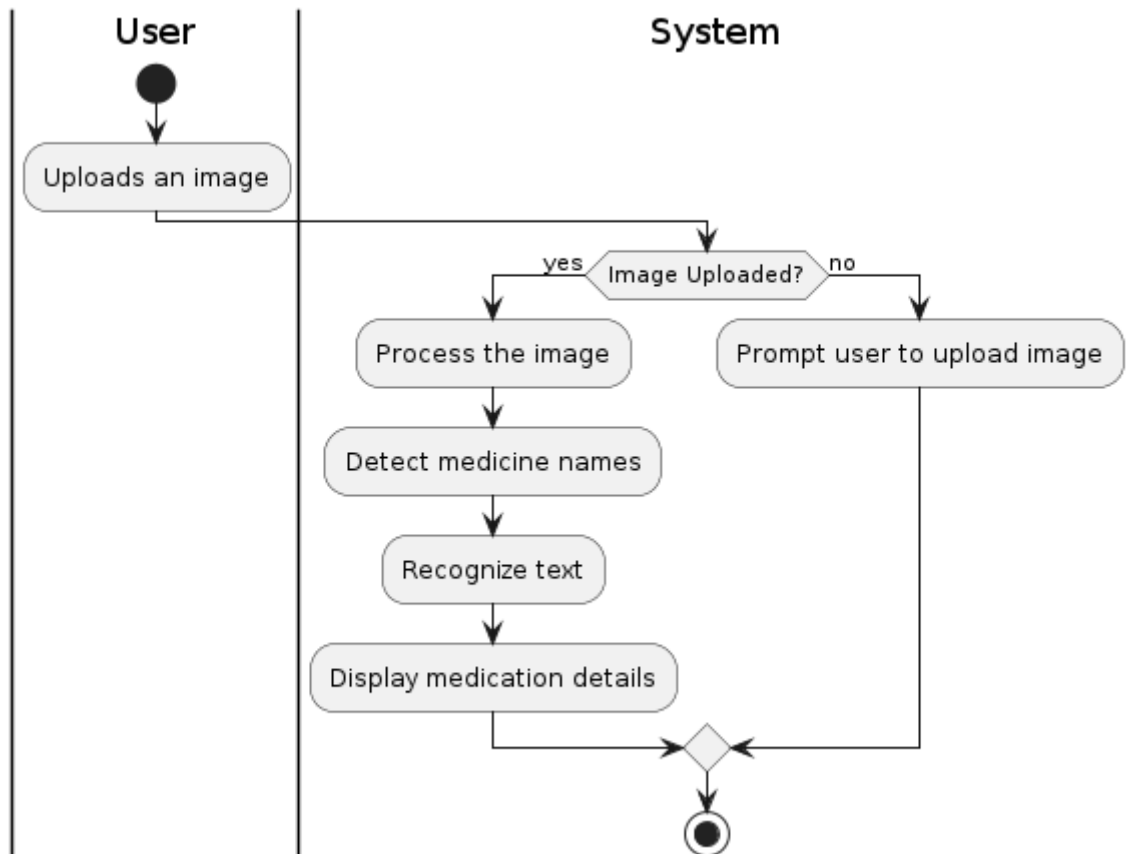 User
System
Uploads an image
yes
Image Uploaded?
no
Process the image
Prompt user to upload image
Detect medicine names
Recognize text
Display medication details